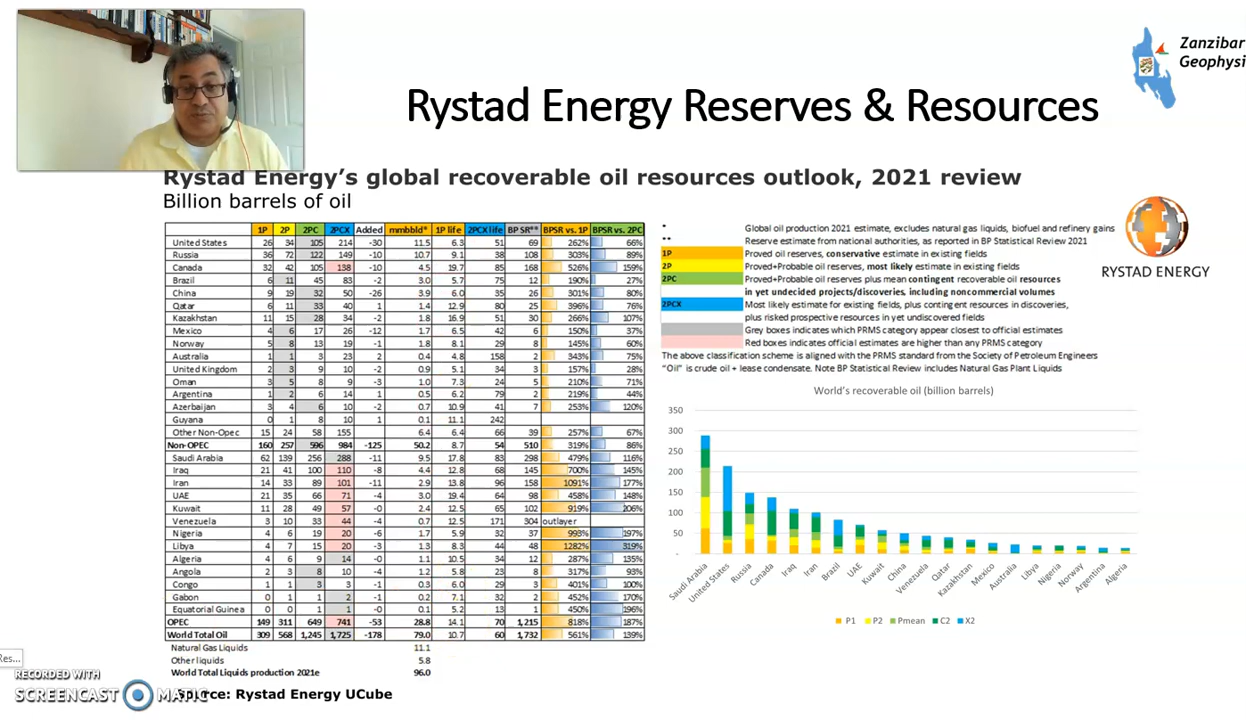 Zanzibar
Geophysi
Rystad Energy Reserves & Resources
Rystad Energy's global recoverable oil resources outlook, 2021 review
Billion barrels of oil
1P 2P 2PC 2PCX Added mmbbld* 1P life 2PCX life BP SR** BPSR vs. 1P BPSR vs. 2PC
United States 26 34 105 214 -30 11.5 6.3 51 69 262% 66%
Russia 36 72 122 149 -10 10.7 9.1 38 108 303% 89%
Canada 32 42 105 138 -10 4.5 19.7 85 168 526% 159%
Brazil 6 11 45 83 -2 3.0 5.7 75 12 190% 27%
China 9 19 32 50 -26 3.9 6.0 35 26 301% 80%
Qatar 6 11 33 40 1 1.4 12.9 80 25 396% 76%
Kazakhstan 11 15 28 34 -2 1.8 16.9 51 30 266% 107%
Mexico 4 6 17 26 -12 1.7 6.5 42 6 150% 37%
Norway 5 8 13 19 -1 1.8 8.1 29 8 145% 60%
Australia 1 1 3 23 2 0.4 4.8 158 2 343% 75%
United Kingdom 2 3 9 10 -2 0.9 5.1 34 3 157% 28%
Oman 3 5 8 9 -3 1.0 7.3 24 5 210% 71%
Argentina 1 2 6 14 1 0.5 6.2 79 2 219% 44%
Azerbaijan 3 4 6 10 -2 0.7 10.9 41 7 253% 120%
Guyana 0 1 8 10 1 0.1 11.1 242
Other Non-Opec 15 24 58 155 6.4 6.4 66 39 257% 67%
Non-OPEC 160 257 596 984 -125 50.2 8.7 54 510 319% 86%
Saudi Arabia 62 139 256 288 -11 9.5 17.8 83 298 479% 116%
Iraq 21 41 100 110 -8 4.4 12.8 68 145 700% 145%
Iran 14 33 89 101 -11 2.9 13.8 96 158 1091% 177%
UAE 21 35 66 71 -4 3.0 19.4 64 98 458% 148%
Kuwait 11 28 49 57 -0 2.4 12.5 65 102 919% 206%
Venezuela 3 10 33 44 -4 0.7 12.5 171 304 outlayer
Nigeria 4 6 19 20 -6 1.7 5.9 32 37 993% 197%
Libya 4 7 15 20 -3 1.3 8.3 44 48 1282% 319%
Algeria 4 6 9 14 -0 1.1 10.5 34 12 287% 135%
Angola 2 3 8 10 -4 1.2 5.8 23 8 317% 93%
Congo 1 1 3 3 -1 0.3 6.0 29 3 401% 100%
Gabon 0 1 1 2 -1 0.2 7.1 32 2 450% 170%
Equatorial Guinea 0 0 1 1 -0 0.1 5.2 13 1 450% 196%
OPEC 149 311 649 741 -53 28.8 14.1 70 1,215 818% 187%
World Total Oil 309 568 1,245 1,725 -178 79.0 10.7 60 1,732 561% 139%
Natural Gas Liquids 11.1
Other liquids 5.8
World Total Liquids production 2021e 96.0
Source: Rystad Energy UCube
* Global oil production 2021 estimate, excludes natural gas liquids, biofuel and refinery gains
** Reserve estimate from national authorities, as reported in BP Statistical Review 2021
1P Proved oil reserves, conservative estimate in existing fields
2P Proved+Probable oil reserves, most likely estimate in existing fields
2PC Proved+Probable oil reserves plus mean contingent recoverable oil resources
in yet undecided projects/discoveries, including noncommercial volumes
2PCX Most likely estimate for existing fields, plus contingent resources in discoveries,
plus risked prospective resources in yet undiscovered fields
Grey boxes indicates which PRMS category appear closest to official estimates
Red boxes indicates official estimates are higher than any PRMS category
The above classification scheme is aligned with the PRMS standard from the Society of Petroleum Engineers
"Oil" is crude oil + lease condensate. Note BP Statistical Review includes Natural Gas Plant Liquids
RYSTAD ENERGY
World's recoverable oil (billion barrels)
350
300
250
200
150
100
50
-
Saudi Arabia United States Russia Canada Iraq Iran Brazil UAE Kuwait China Venezuela Qatar Kazakhstan Mexico Australia Libya Nigeria Norway Argentina Algeria
P1 P2 Pmean C2 X2
Res...
RECORDED WITH
SCREENCAST MATIC